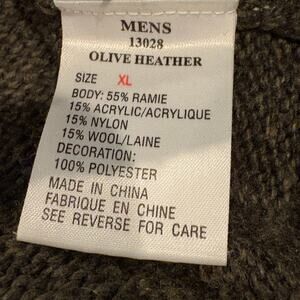 MENS
13028
OLIVE HEATHER
SIZE XL
BODY: 55% RAMIE
15% ACRYLIC/ACRYLIQUE
15% NYLON
15% WOOL/LAINE
DECORATION:
100% POLYESTER
MADE IN CHINA
FABRIQUE EN CHINE
SEE REVERSE FOR CARE